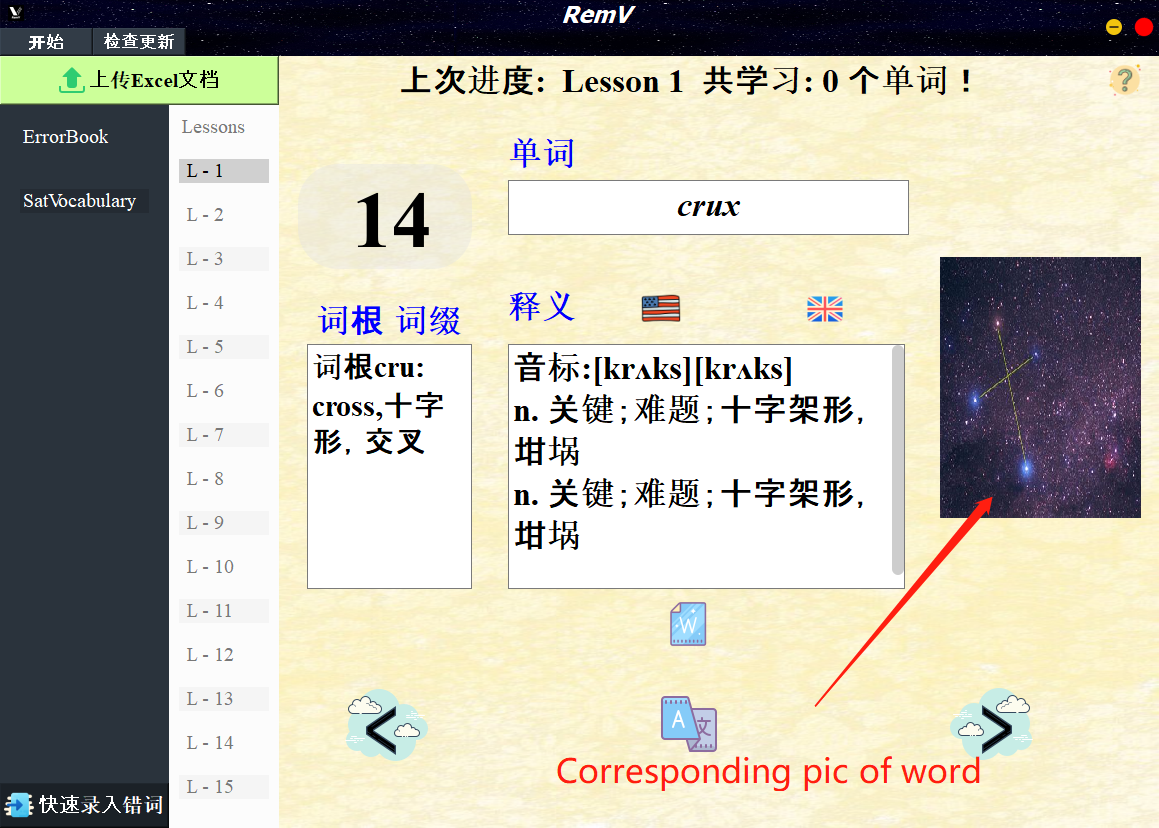 RemV
开始
检查更新
上传Excel文档
上次进度: Lesson 1 共学习: 0 个单词！
?
ErrorBook
SatVocabulary
快速录入错词
Lessons
L - 1
L - 2
L - 3
L - 4
L - 5
L - 6
L - 7
L - 8
L - 9
L - 10
L - 11
L - 12
L - 13
L - 14
L - 15
14
单词
crux
词根 词缀
词根cru:
cross,十字
形，交叉
释义
音标:[krʌks][krʌks]
n. 关键;难题;十字架形,
坩埚
n. 关键;难题;十字架形,
坩埚
W
<
A 文
>
Corresponding pic of word